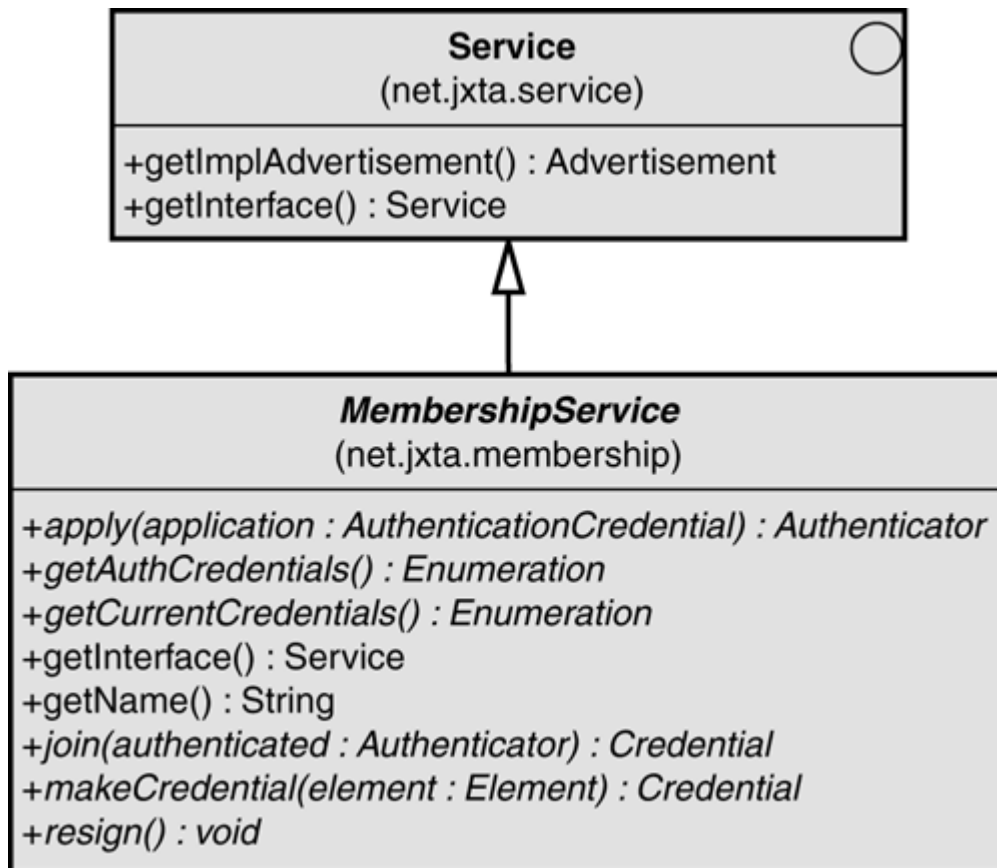 Service
(net.jxta.service)
+getImplAdvertisement() : Advertisement
+getInterface() : Service
MembershipService
(net.jxta.membership)
+apply(application : AuthenticationCredential) : Authenticator
+getAuthCredentials() : Enumeration
+getCurrentCredentials() : Enumeration
+getInterface() : Service
+getName() : String
+join(authenticated : Authenticator) : Credential
+makeCredential(element : Element) : Credential
+resign() : void